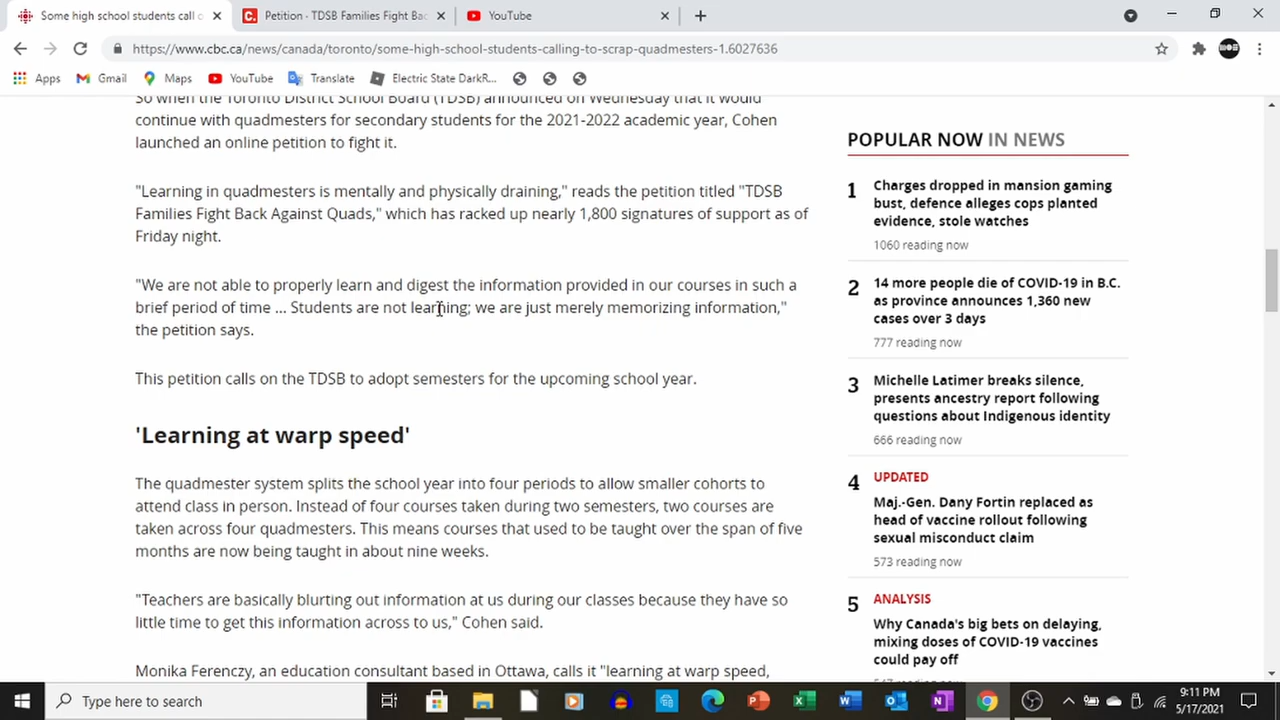 Some high school students call o
Petition - TDSB Families Fight Bac
YouTube
https://www.cbc.ca/news/canada/toronto/some-high-school-students-calling-to-scrap-quadmesters-1.6027636
Apps
Gmail
Maps
YouTube
Translate
Electric State DarkR...
So when the Toronto District School Board (TDSB) announced on Wednesday that it would
continue with quadmesters for secondary students for the 2021-2022 academic year, Cohen
launched an online petition to fight it.
"Learning in quadmesters is mentally and physically draining," reads the petition titled "TDSB
Families Fight Back Against Quads," which has racked up nearly 1,800 signatures of support as of
Friday night.
"We are not able to properly learn and digest the information provided in our courses in such a
brief period of time ... Students are not learning; we are just merely memorizing information,"
the petition says.
This petition calls on the TDSB to adopt semesters for the upcoming school year.
'Learning at warp speed'
The quadmester system splits the school year into four periods to allow smaller cohorts to
attend class in person. Instead of four courses taken during two semesters, two courses are
taken across four quadmesters. This means courses that used to be taught over the span of five
months are now being taught in about nine weeks.
"Teachers are basically blurting out information at us during our classes because they have so
little time to get this information across to us," Cohen said.
Monika Ferenczy, an education consultant based in Ottawa, calls it "learning at warp speed,
POPULAR NOW IN NEWS
1
Charges dropped in mansion gaming
bust, defence alleges cops planted
evidence, stole watches
1060 reading now
2
14 more people die of COVID-19 in B.C.
as province announces 1,360 new
cases over 3 days
777 reading now
3
Michelle Latimer breaks silence,
presents ancestry report following
questions about Indigenous identity
666 reading now
4
UPDATED
Maj.-Gen. Dany Fortin replaced as
head of vaccine rollout following
sexual misconduct claim
573 reading now
5
ANALYSIS
Why Canada's big bets on delaying,
mixing doses of COVID-19 vaccines
could pay off
Type here to search
9:11 PM
5/17/2021